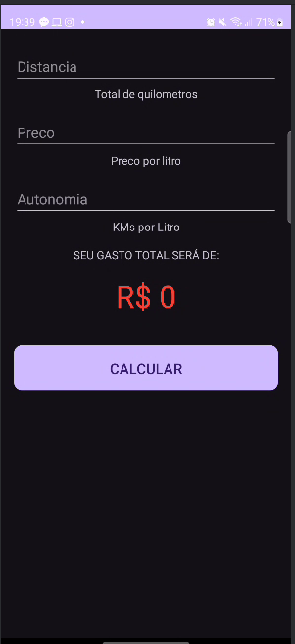 19:39
71%
Distancia
Total de quilometros
Preco
Preco por litro
Autonomia
KMs por Litro
SEU GASTO TOTAL SERÁ DE:
R$ 0
CALCULAR